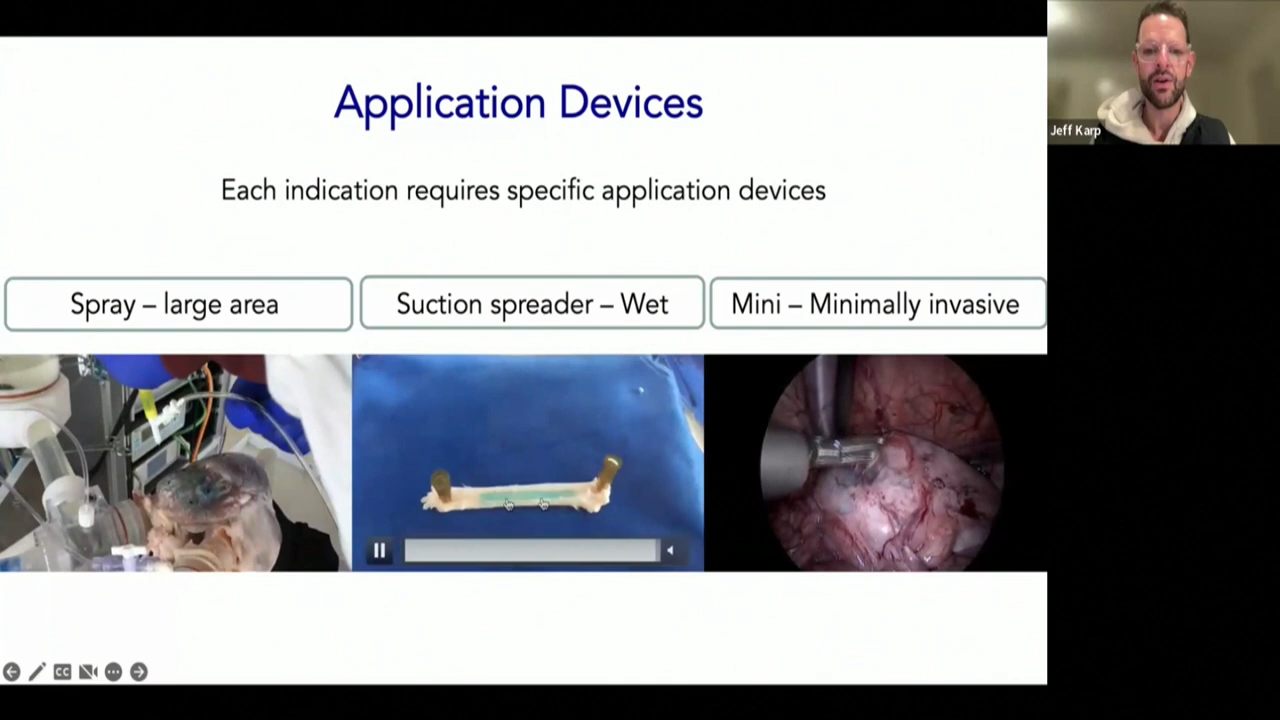 Application Devices
Each indication requires specific application devices
Spray – large area
Suction spreader – Wet
Mini – Minimally invasive
Jeff Karp
CC